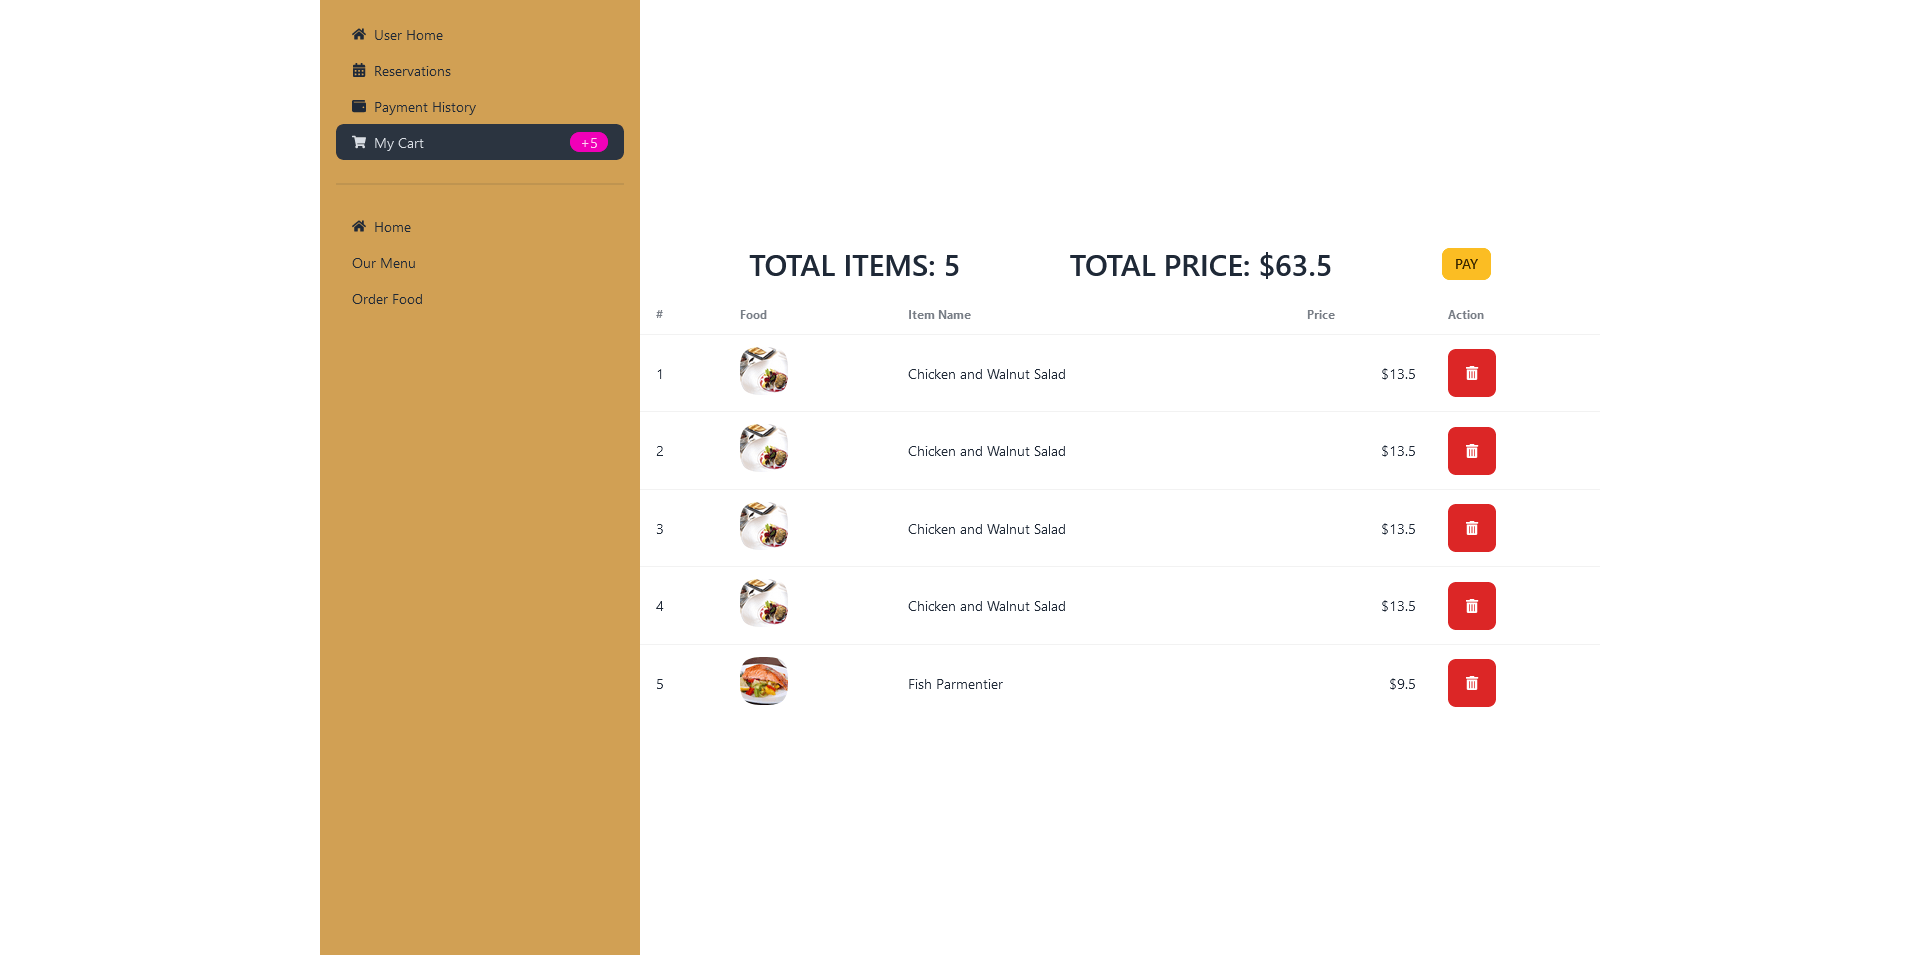 User Home
Reservations
Payment History
My Cart +5
Home
Our Menu
Order Food
TOTAL ITEMS: 5 TOTAL PRICE: $63.5 PAY
# Food Item Name Price Action
1 Chicken and Walnut Salad $13.5
2 Chicken and Walnut Salad $13.5
3 Chicken and Walnut Salad $13.5
4 Chicken and Walnut Salad $13.5
5 Fish Parmentier $9.5